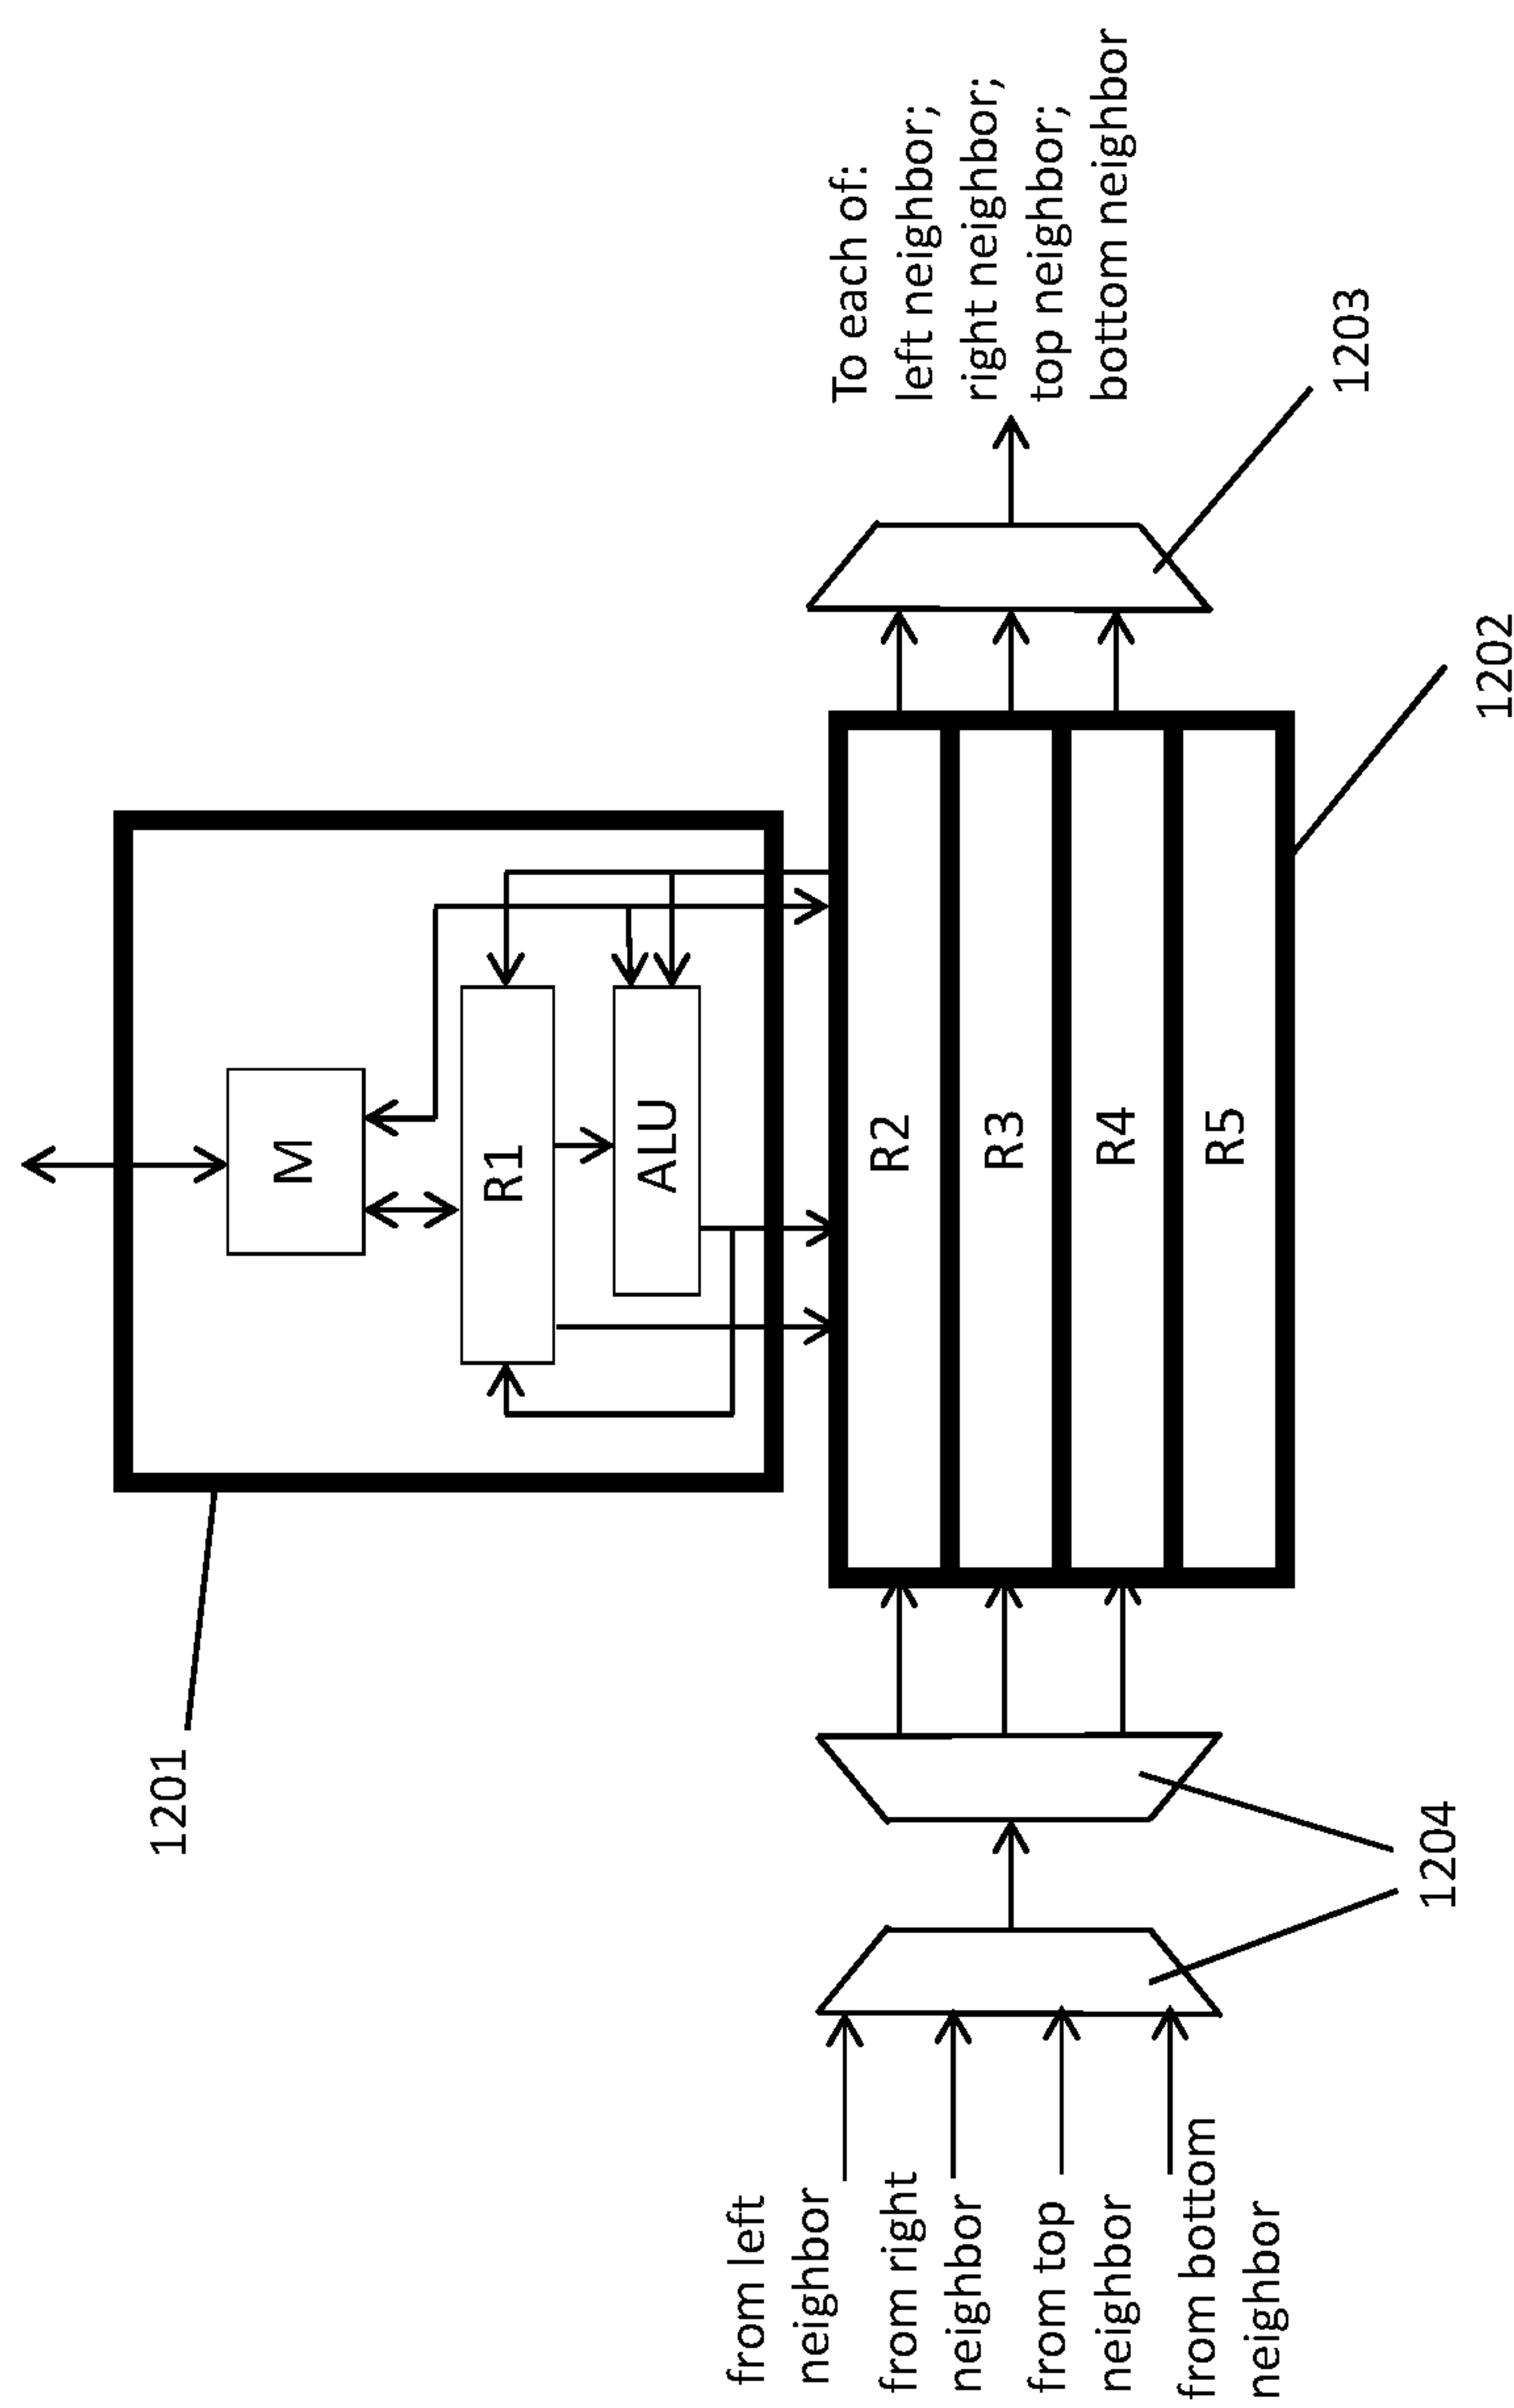 1201
M
R1
ALU
R2
R3
R4
R5
from left
neighbor
from right
neighbor
from top
neighbor
from bottom
neighbor
To each of:
left neighbor;
right neighbor;
top neighbor;
bottom neighbor
1204
1202
1203